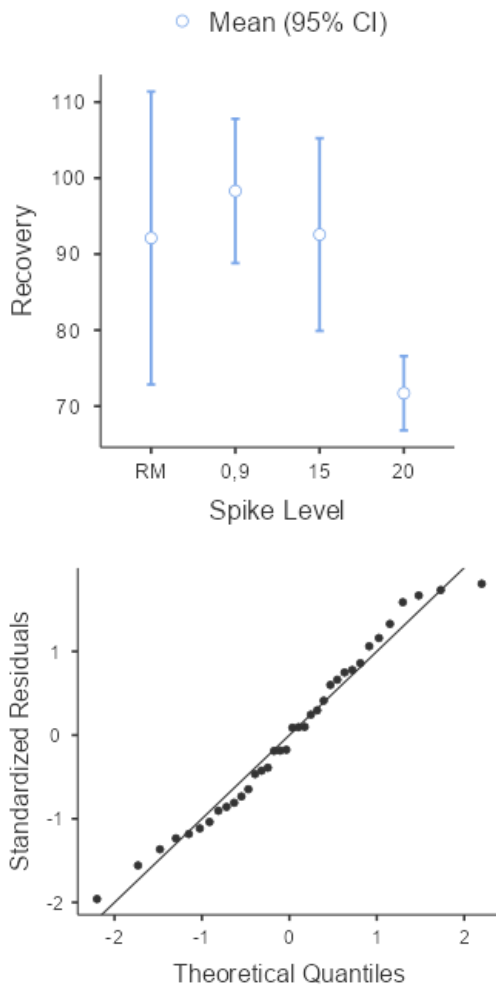 Mean (95% CI)
110
100
90
80
70
Recovery
RM 0,9 15 20
Spike Level
1
0
-1
-2
Standardized Residuals
-2 -1 0 1 2
Theoretical Quantiles